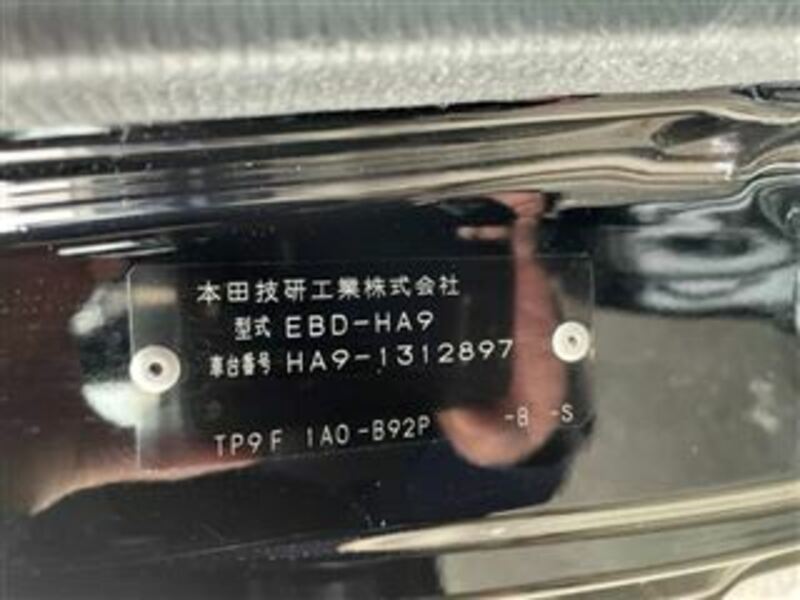 本田技研工業株式会社
型式 EBD-HA9
車台番号 HA9-1312897
TP9F 1A0-B92P -B -S